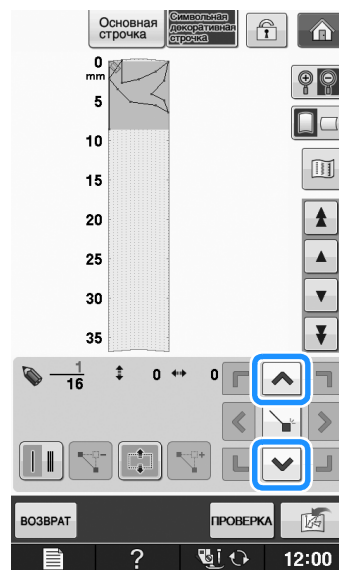 Основная
строчка
Символьная
декоративная
строчка
0
mm
5
10
15
20
25
30
35
1
16
0
0
ВОЗВРАТ
ПРОВЕРКА
?
12:00